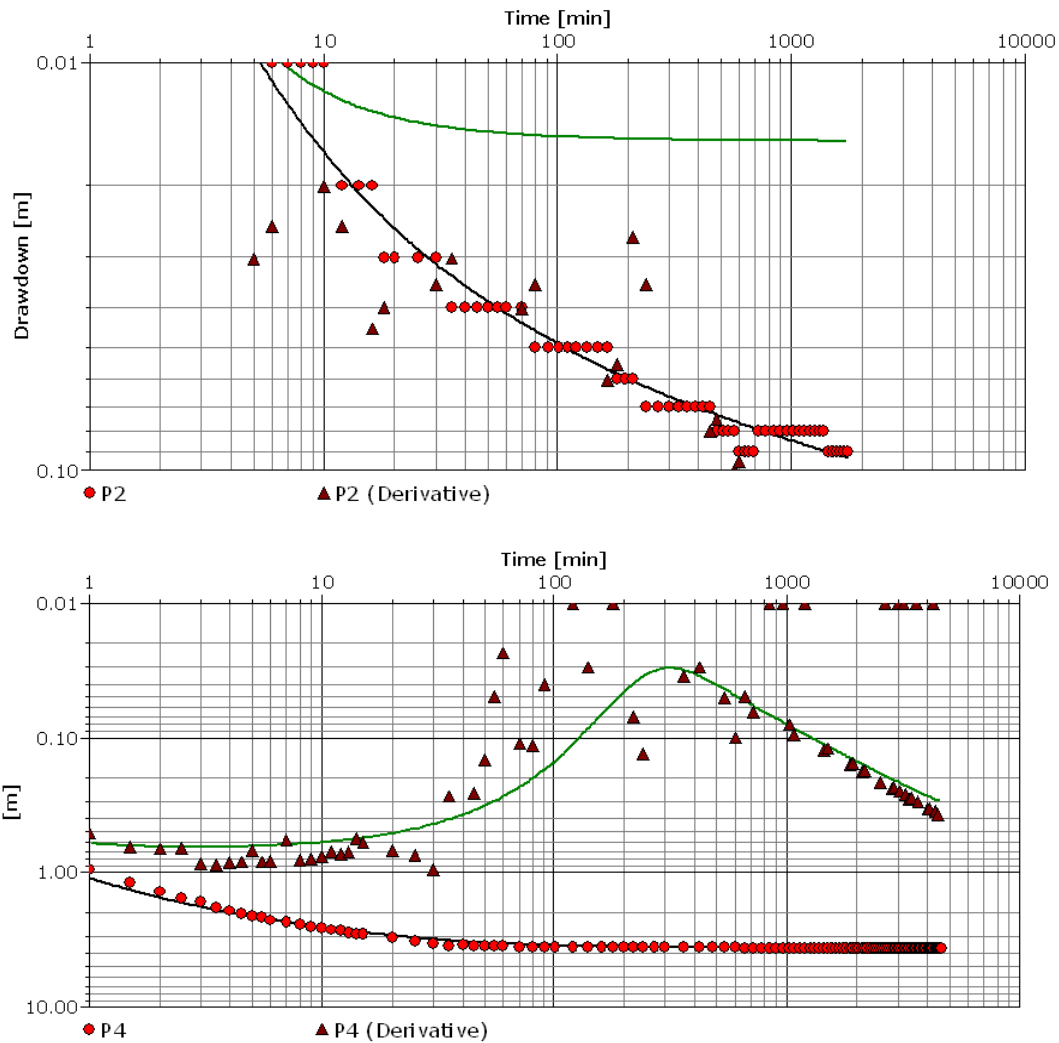 Time [min]
1 10 100 1000 10000
0.01
Drawdown [m]
0.10
P2 P2 (Derivative)
Time [min]
1 10 100 1000 10000
0.01
0.10
[m]
1.00
10.00
P4 P4 (Derivative)